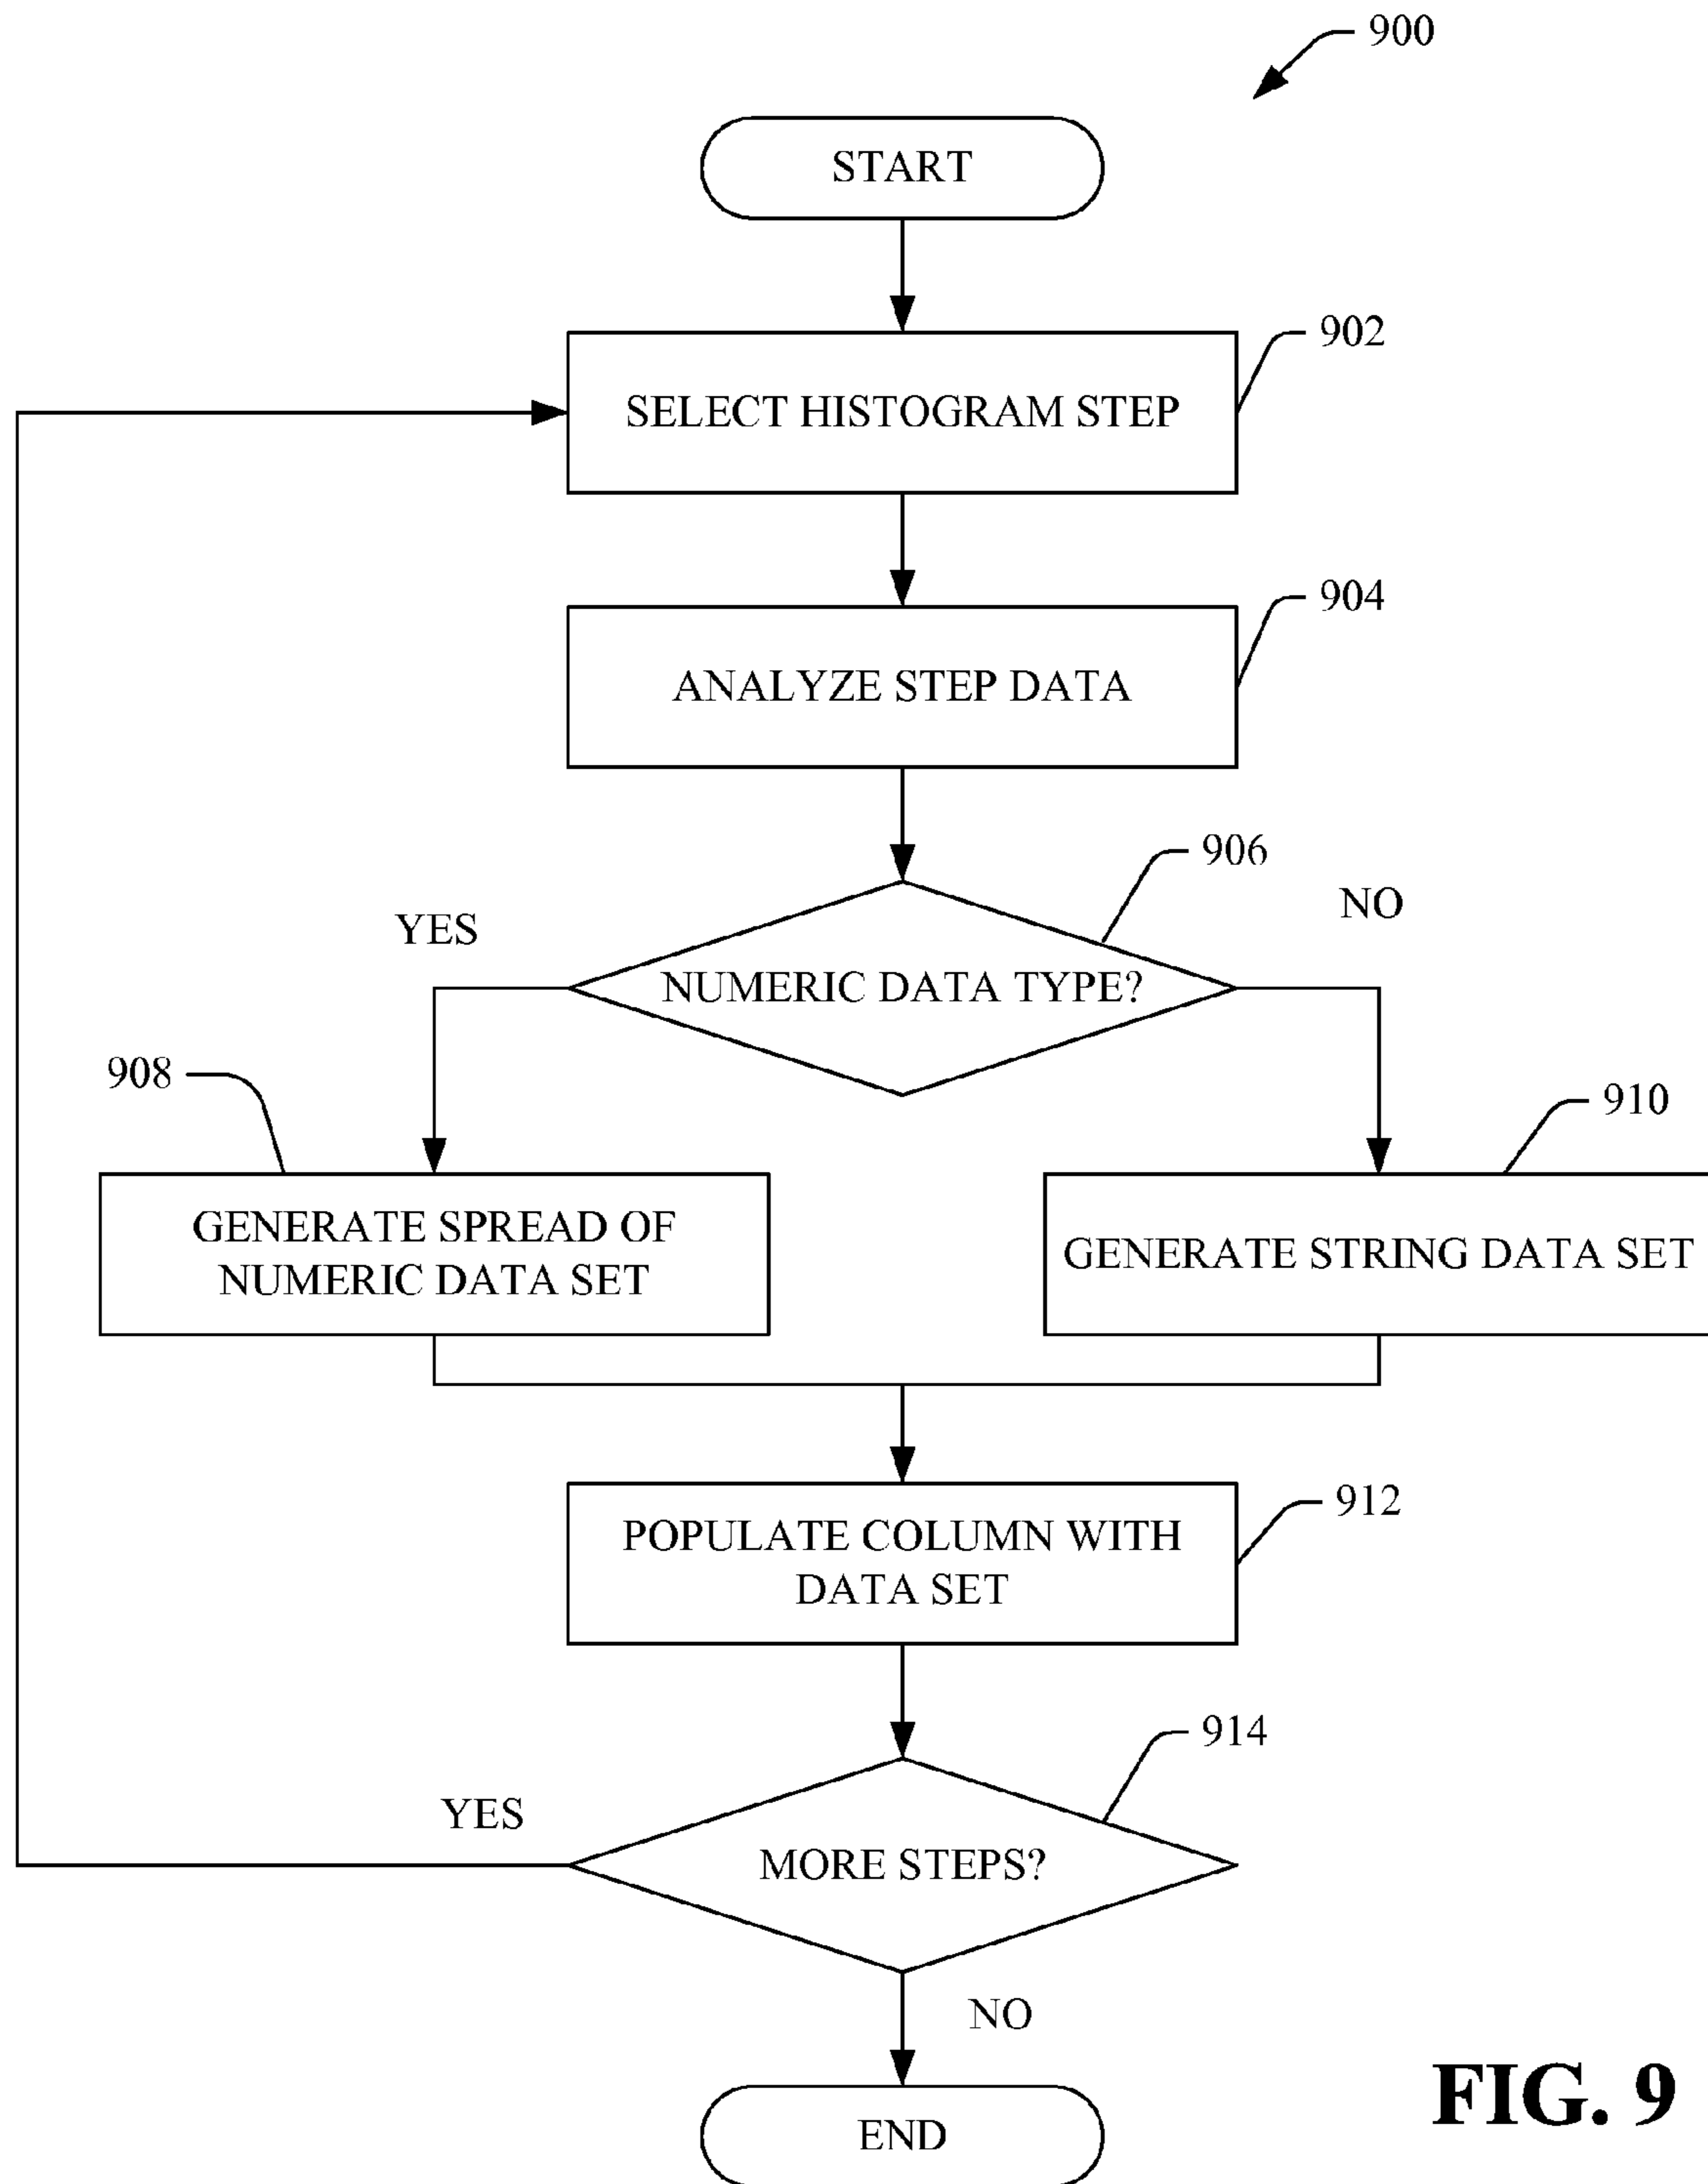 900
START
902
SELECT HISTOGRAM STEP
904
ANALYZE STEP DATA
906
YES
NO
NUMERIC DATA TYPE?
908
910
GENERATE SPREAD OF
NUMERIC DATA SET
GENERATE STRING DATA SET
912
POPULATE COLUMN WITH
DATA SET
914
YES
MORE STEPS?
NO
END
FIG. 9